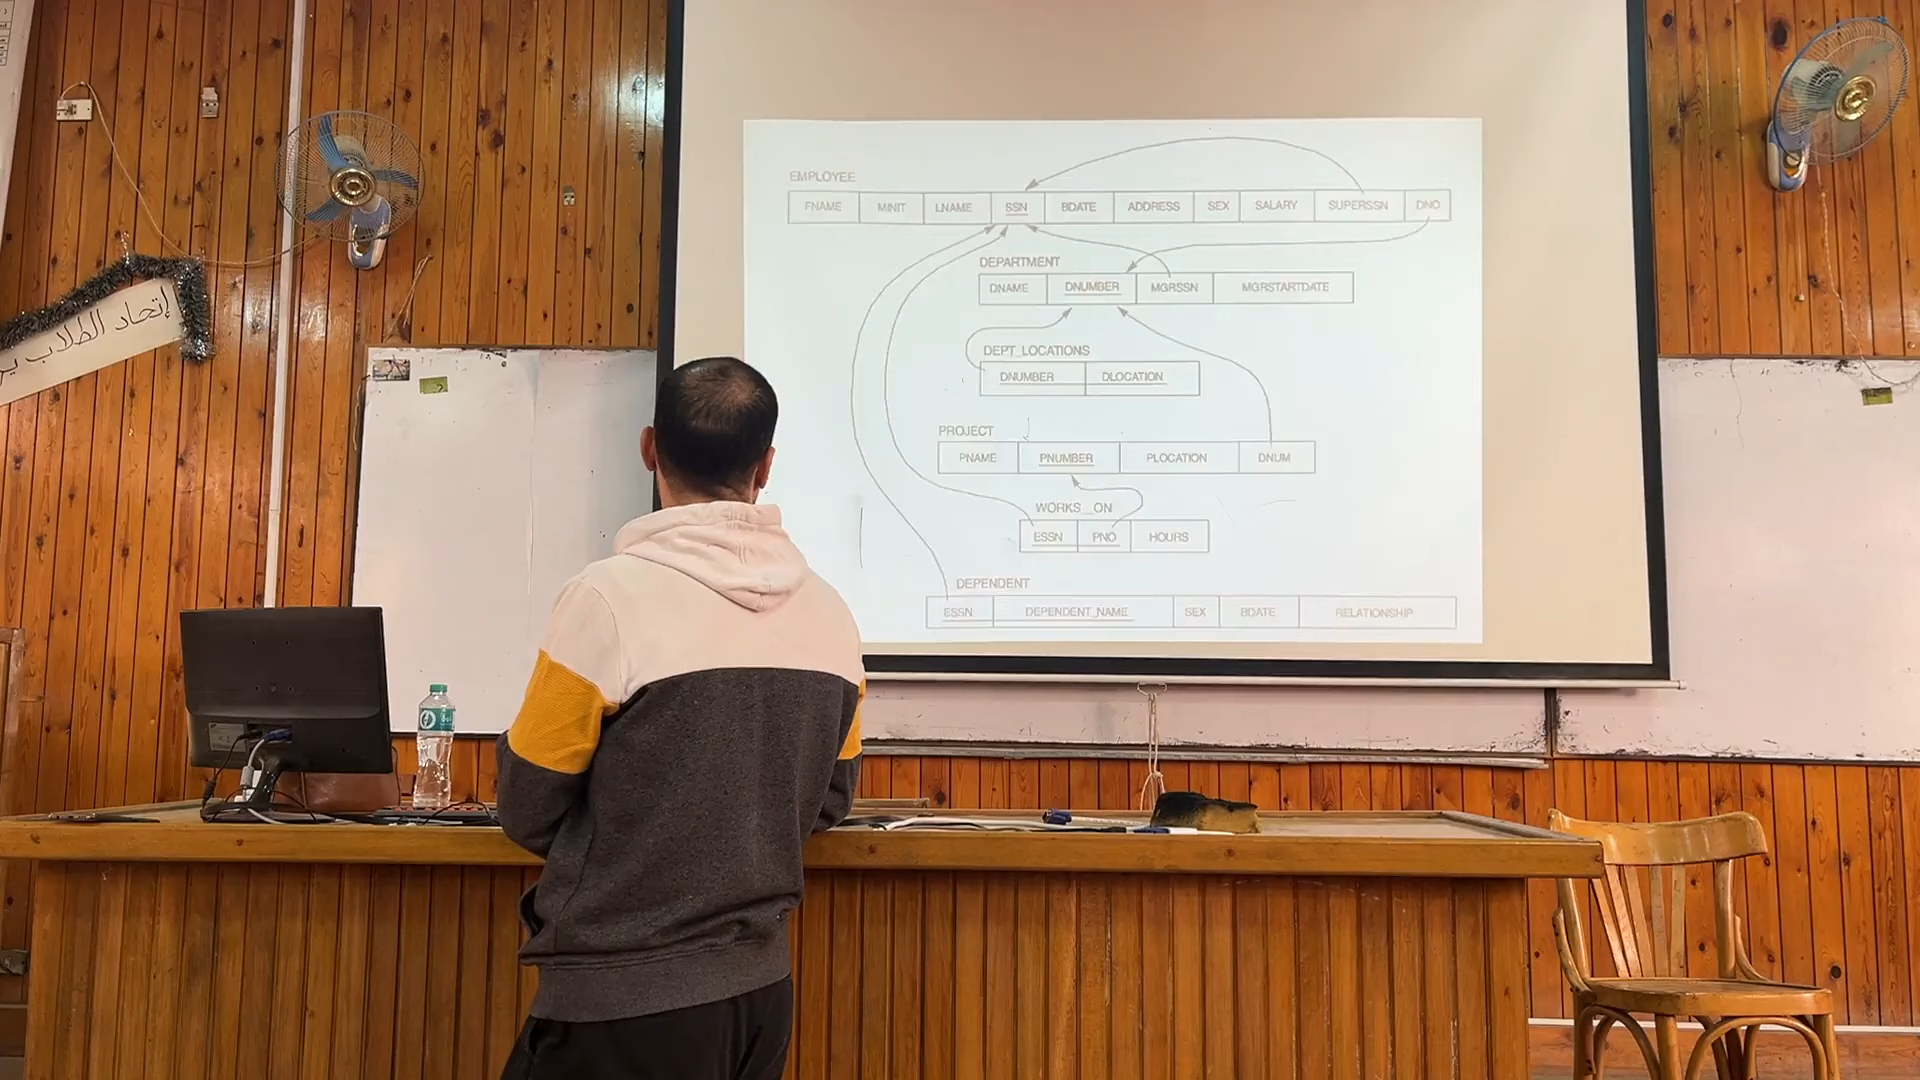 إتحاد الطلاب
EMPLOYEE
FNAME MINIT LNAME SSN BDATE ADDRESS SEX SALARY SUPERSSN DNO
DEPARTMENT
DNAME DNUMBER MGRSSN MGRSTARTDATE
DEPT_LOCATIONS
DNUMBER DLOCATION
PROJECT
PNAME PNUMBER PLOCATION DNUM
WORKS_ON
ESSN PNO HOURS
DEPENDENT
ESSN DEPENDENT_NAME SEX BDATE RELATIONSHIP